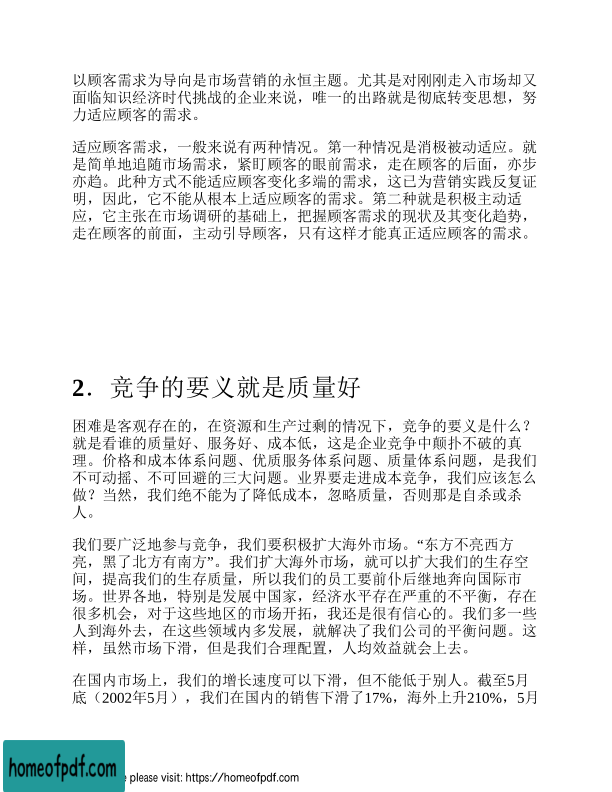 以顾客需求为导向是市场营销的永恒主题。尤其是对刚刚走入市场却又
面临知识经济时代挑战的企业来说，唯一的出路就是彻底转变思想，努
力适应顾客的需求。
适应顾客需求，一般来说有两种情况。第一种情况是消极被动适应。就
是简单地追随市场需求，紧盯顾客的眼前需求，走在顾客的后面，亦步
亦趋。此种方式不能适应顾客变化多端的需求，这已为营销实践反复证
明，因此，它不能从根本上适应顾客的需求。第二种就是积极主动适
应，它主张在市场调研的基础上，把握顾客需求的现状及其变化趋势，
走在顾客的前面，主动引导顾客，只有这样才能真正适应顾客的需求。
2．竞争的要义就是质量好
困难是客观存在的，在资源和生产过剩的情况下，竞争的要义是什么？
就是看谁的质量好、服务好、成本低，这是企业竞争中颠扑不破的真
理。价格和成本体系问题、优质服务体系问题、质量体系问题，是我们
不可动摇、不可回避的三大问题。业界要走进成本竞争，我们应该怎么
做？当然，我们绝不能为了降低成本，忽略质量，否则那是自杀或杀
人。
我们要广泛地参与竞争，我们要积极扩大海外市场。“东方不亮西方
亮，黑了北方有南方”。我们扩大海外市场，就可以扩大我们的生存空
间，提高我们的生存质量，所以我们的员工要前仆后继地奔向国际市
场。世界各地，特别是发展中国家，经济水平存在严重的不平衡，存在
很多机会，对于这些地区的市场开拓，我还是很有信心的。我们多一些
人到海外去，在这些领域内多发展，就解决了我们公司的平衡问题。这
样，虽然市场下滑，但是我们合理配置，人均效益就会上去。
在国内市场上，我们的增长速度可以下滑，但不能低于别人。截至5月
底（2002年5月），我们在国内的销售下滑了17%，海外上升210%，5月
homeofpdf.com
e please visit: https://homeofpdf.com